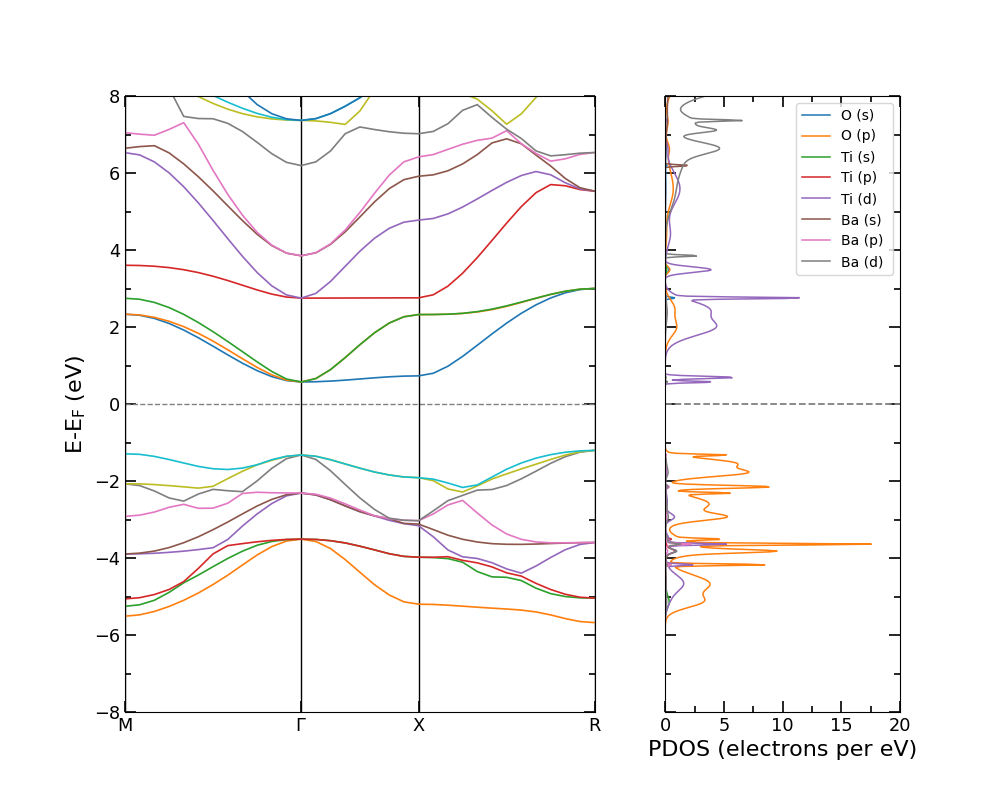 8
6
4
2
0
−2
−4
−6
−8
E-E_F (eV)
M Γ X R
O (s)
O (p)
Ti (s)
Ti (p)
Ti (d)
Ba (s)
Ba (p)
Ba (d)
0 5 10 15 20
PDOS (electrons per eV)